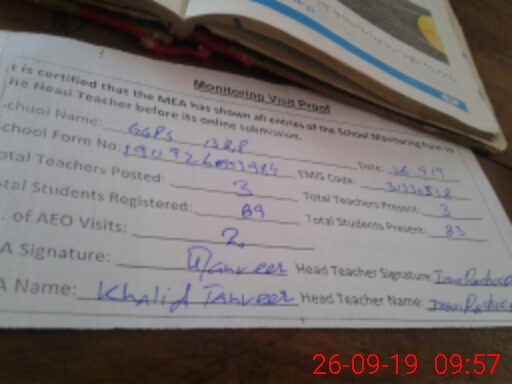 Monitoring Visit Proof
t is certified that the MEA has shown all entries of the School Monitoring Form to
he Head Teacher before its online submission.
chool Name: GGPS 13RP Date: 26.9.19
chool Form No: EMIS Code:
otal Teachers Posted: 3 Total Teachers Present: 3
otal Students Registered: 89 Total Students Present: 83
. of AEO Visits: 2
A Signature: Tanveer Head Teacher Signature:
A Name: Khalid Tanveer Head Teacher Name:
26-09-19 09:57